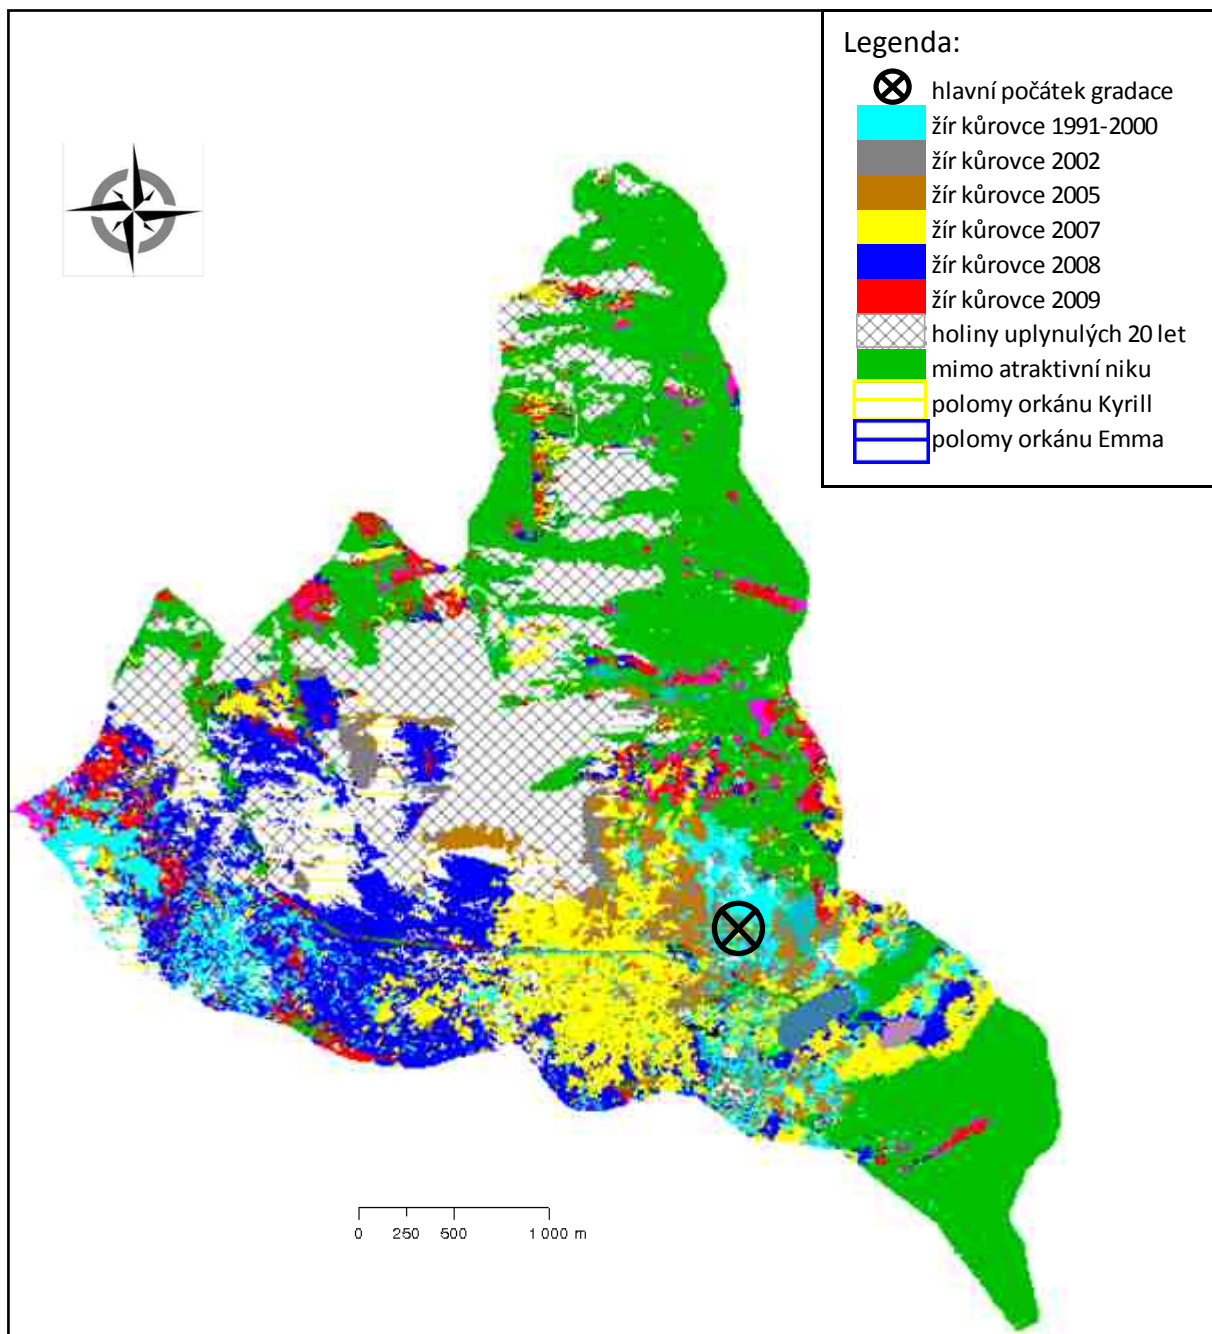 Legenda:
hlavní počátek gradace
žír kůrovce 1991-2000
žír kůrovce 2002
žír kůrovce 2005
žír kůrovce 2007
žír kůrovce 2008
žír kůrovce 2009
holiny uplynulých 20 let
mimo atraktivní niku
polomy orkánu Kyrill
polomy orkánu Emma
0 250 500 1 000 m